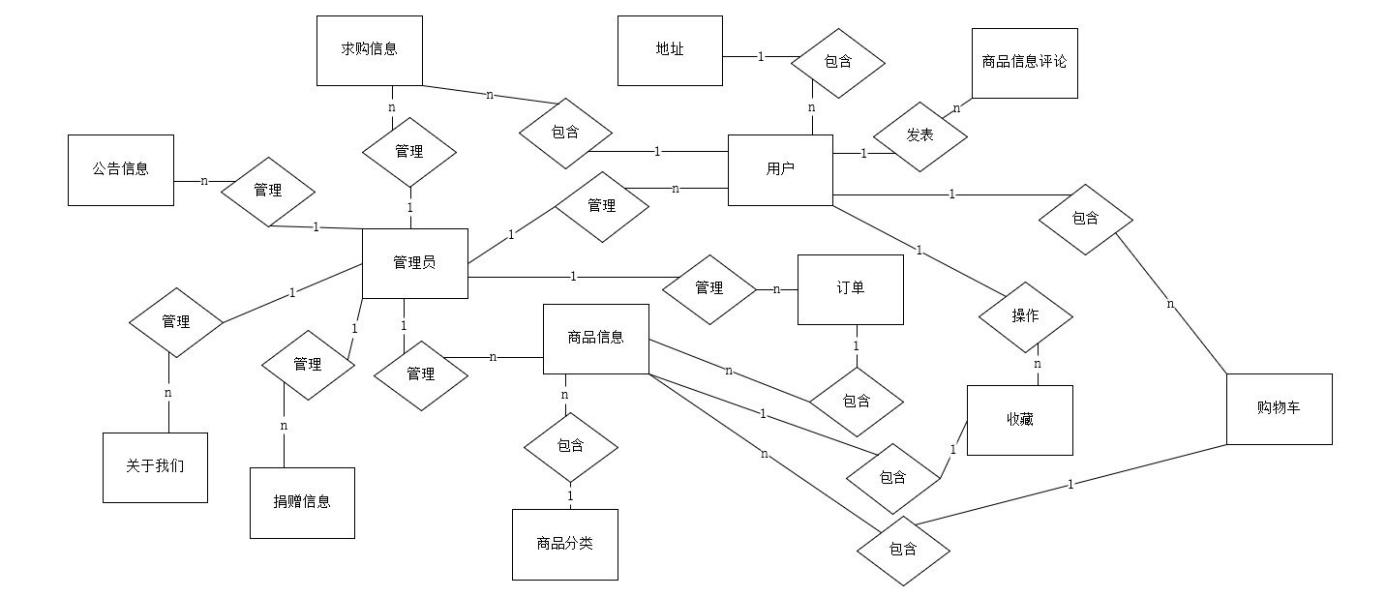 求购信息
地址
包含
商品信息评论
1
n
n
n
n
包含
发表
管理
1
1
用户
公告信息
n
管理
管理
n
1
1
包含
1
1
1
1
管理员
1
管理
n
订单
1
n
管理
操作
1
1
商品信息
1
管理
n
n
n
管理
n
n
包含
1
收藏
购物车
n
包含
1
n
包含
关于我们
n
1
捐赠信息
1
商品分类
包含